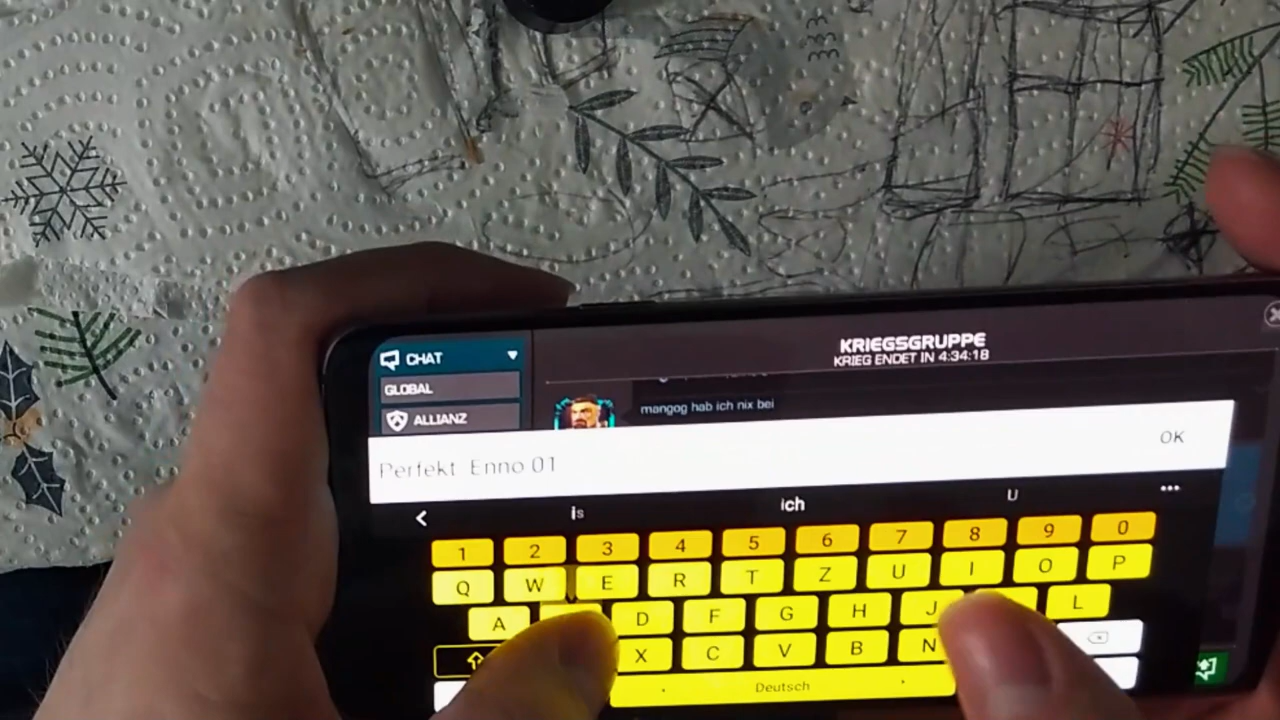 KRIEGSGRUPPE
KRIEG ENDET IN 4:34:18
CHAT
GLOBAL
ALLIANZ
mangog hab ich nix bei
Perfekt Enno 01
OK
is
ich
U
1 2 3 4 5 6 7 8 9 0
Q W E R T Z U I O P
A D F G H J L
X C V B N
Deutsch